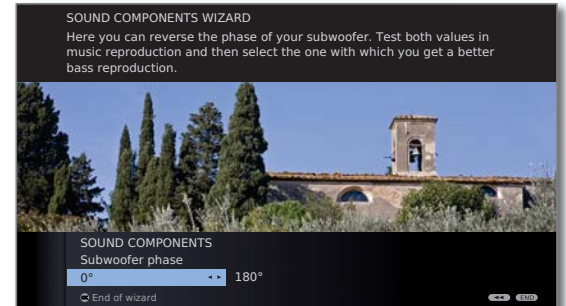 SOUND COMPONENTS WIZARD
Here you can reverse the phase of your subwoofer. Test both values in
music reproduction and then select the one with which you get a better
bass reproduction.
SOUND COMPONENTS
Subwoofer phase
0° 180°
OK End of wizard
END